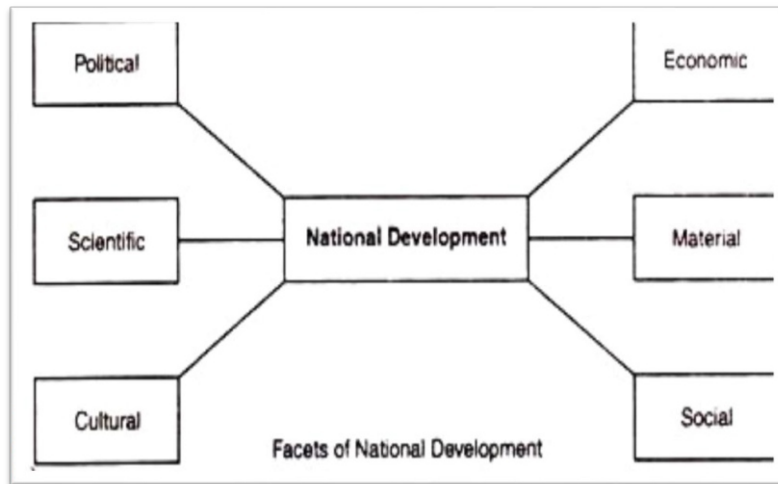 Political
Economic
Scientific
National Development
Material
Cultural
Social
Facets of National Development